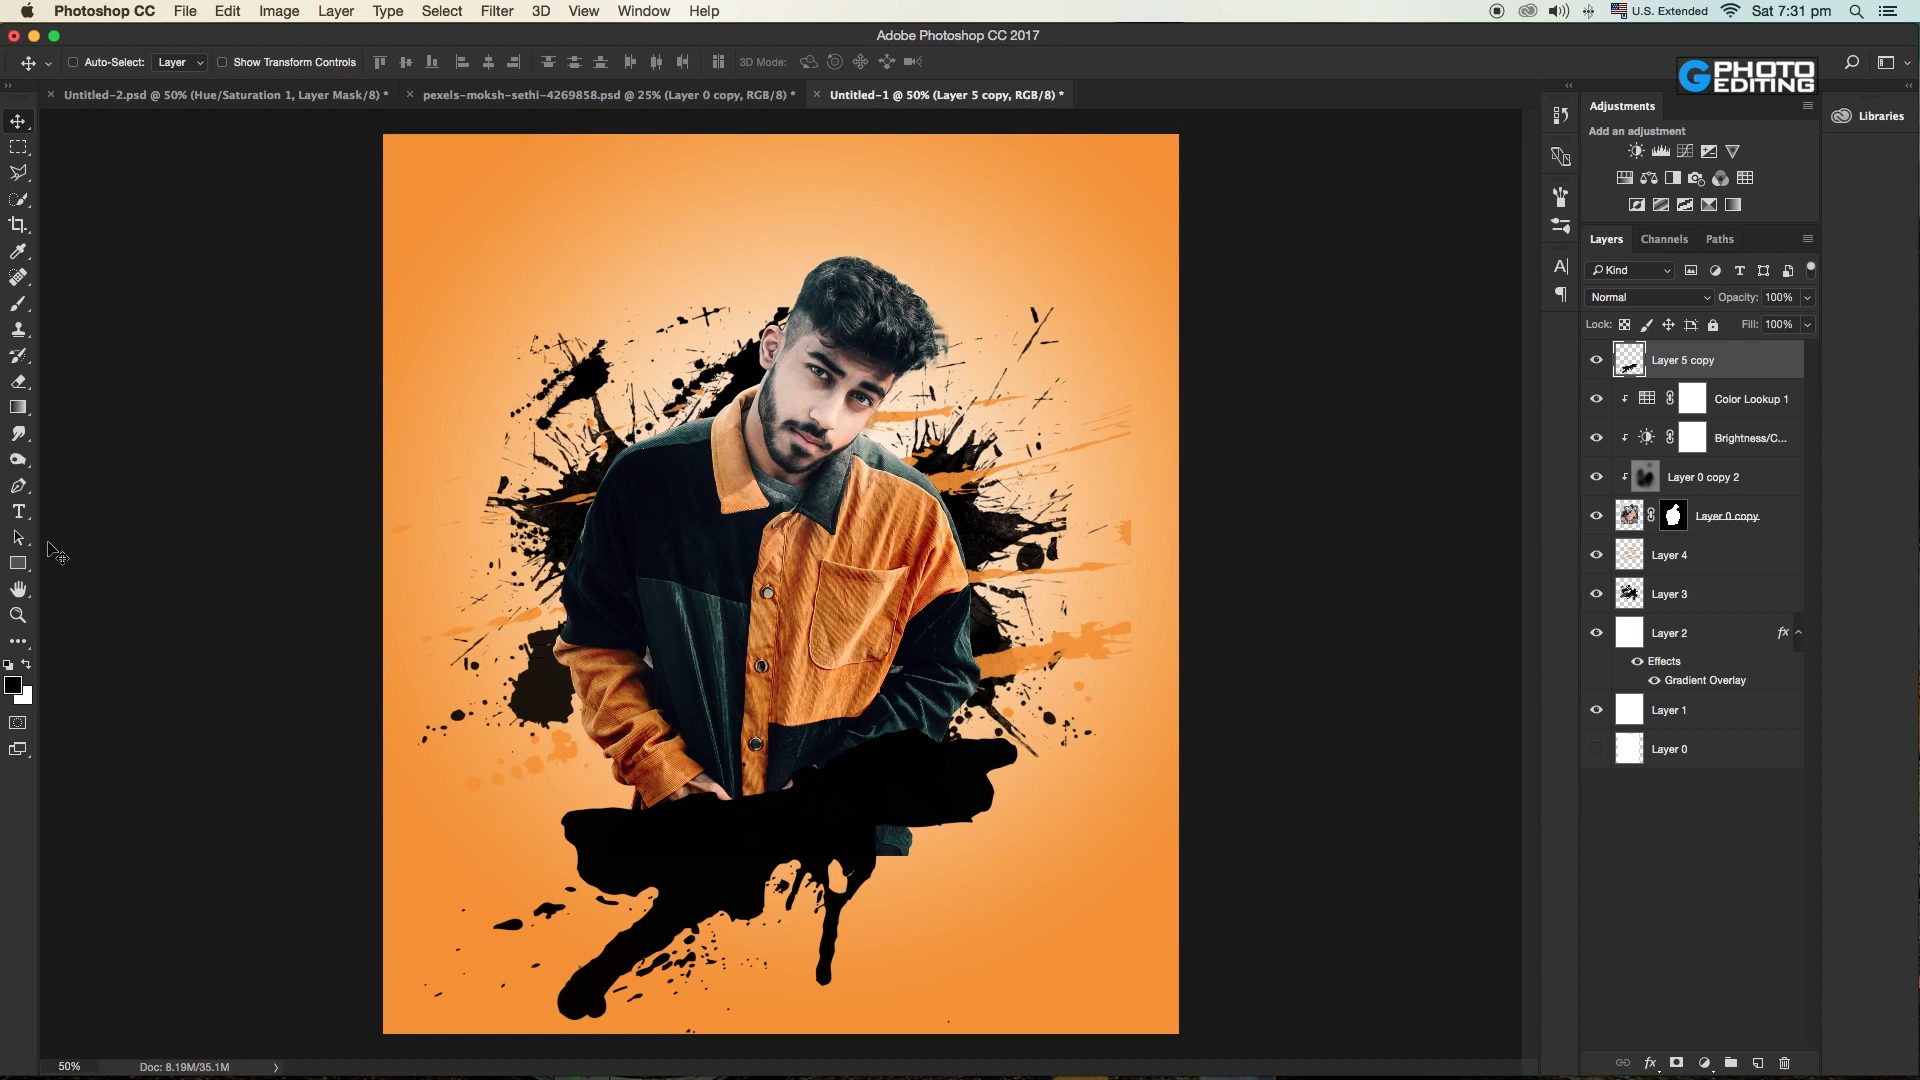 Photoshop CC File Edit Image Layer Type Select Filter 3D View Window Help U.S. Extended Sat 7:31 pm
Adobe Photoshop CC 2017
Auto-Select: Layer Show Transform Controls 3D Mode:
G PHOTO EDITING
Untitled-2.psd @ 50% (Hue/Saturation 1, Layer Mask/8) * pexels-moksh-sethi-4269858.psd @ 25% (Layer 0 copy, RGB/8) * Untitled-1 @ 50% (Layer 5 copy, RGB/8) *
Adjustments
Libraries
Add an adjustment
Layers Channels Paths
Kind
Normal Opacity: 100%
Lock: Fill: 100%
Layer 5 copy
Color Lookup 1
Brightness/C...
Layer 0 copy 2
Layer 0 copy
Layer 4
Layer 3
Layer 2 fx
Effects
Gradient Overlay
Layer 1
Layer 0
50% Doc: 8.19M/35.1M
fx